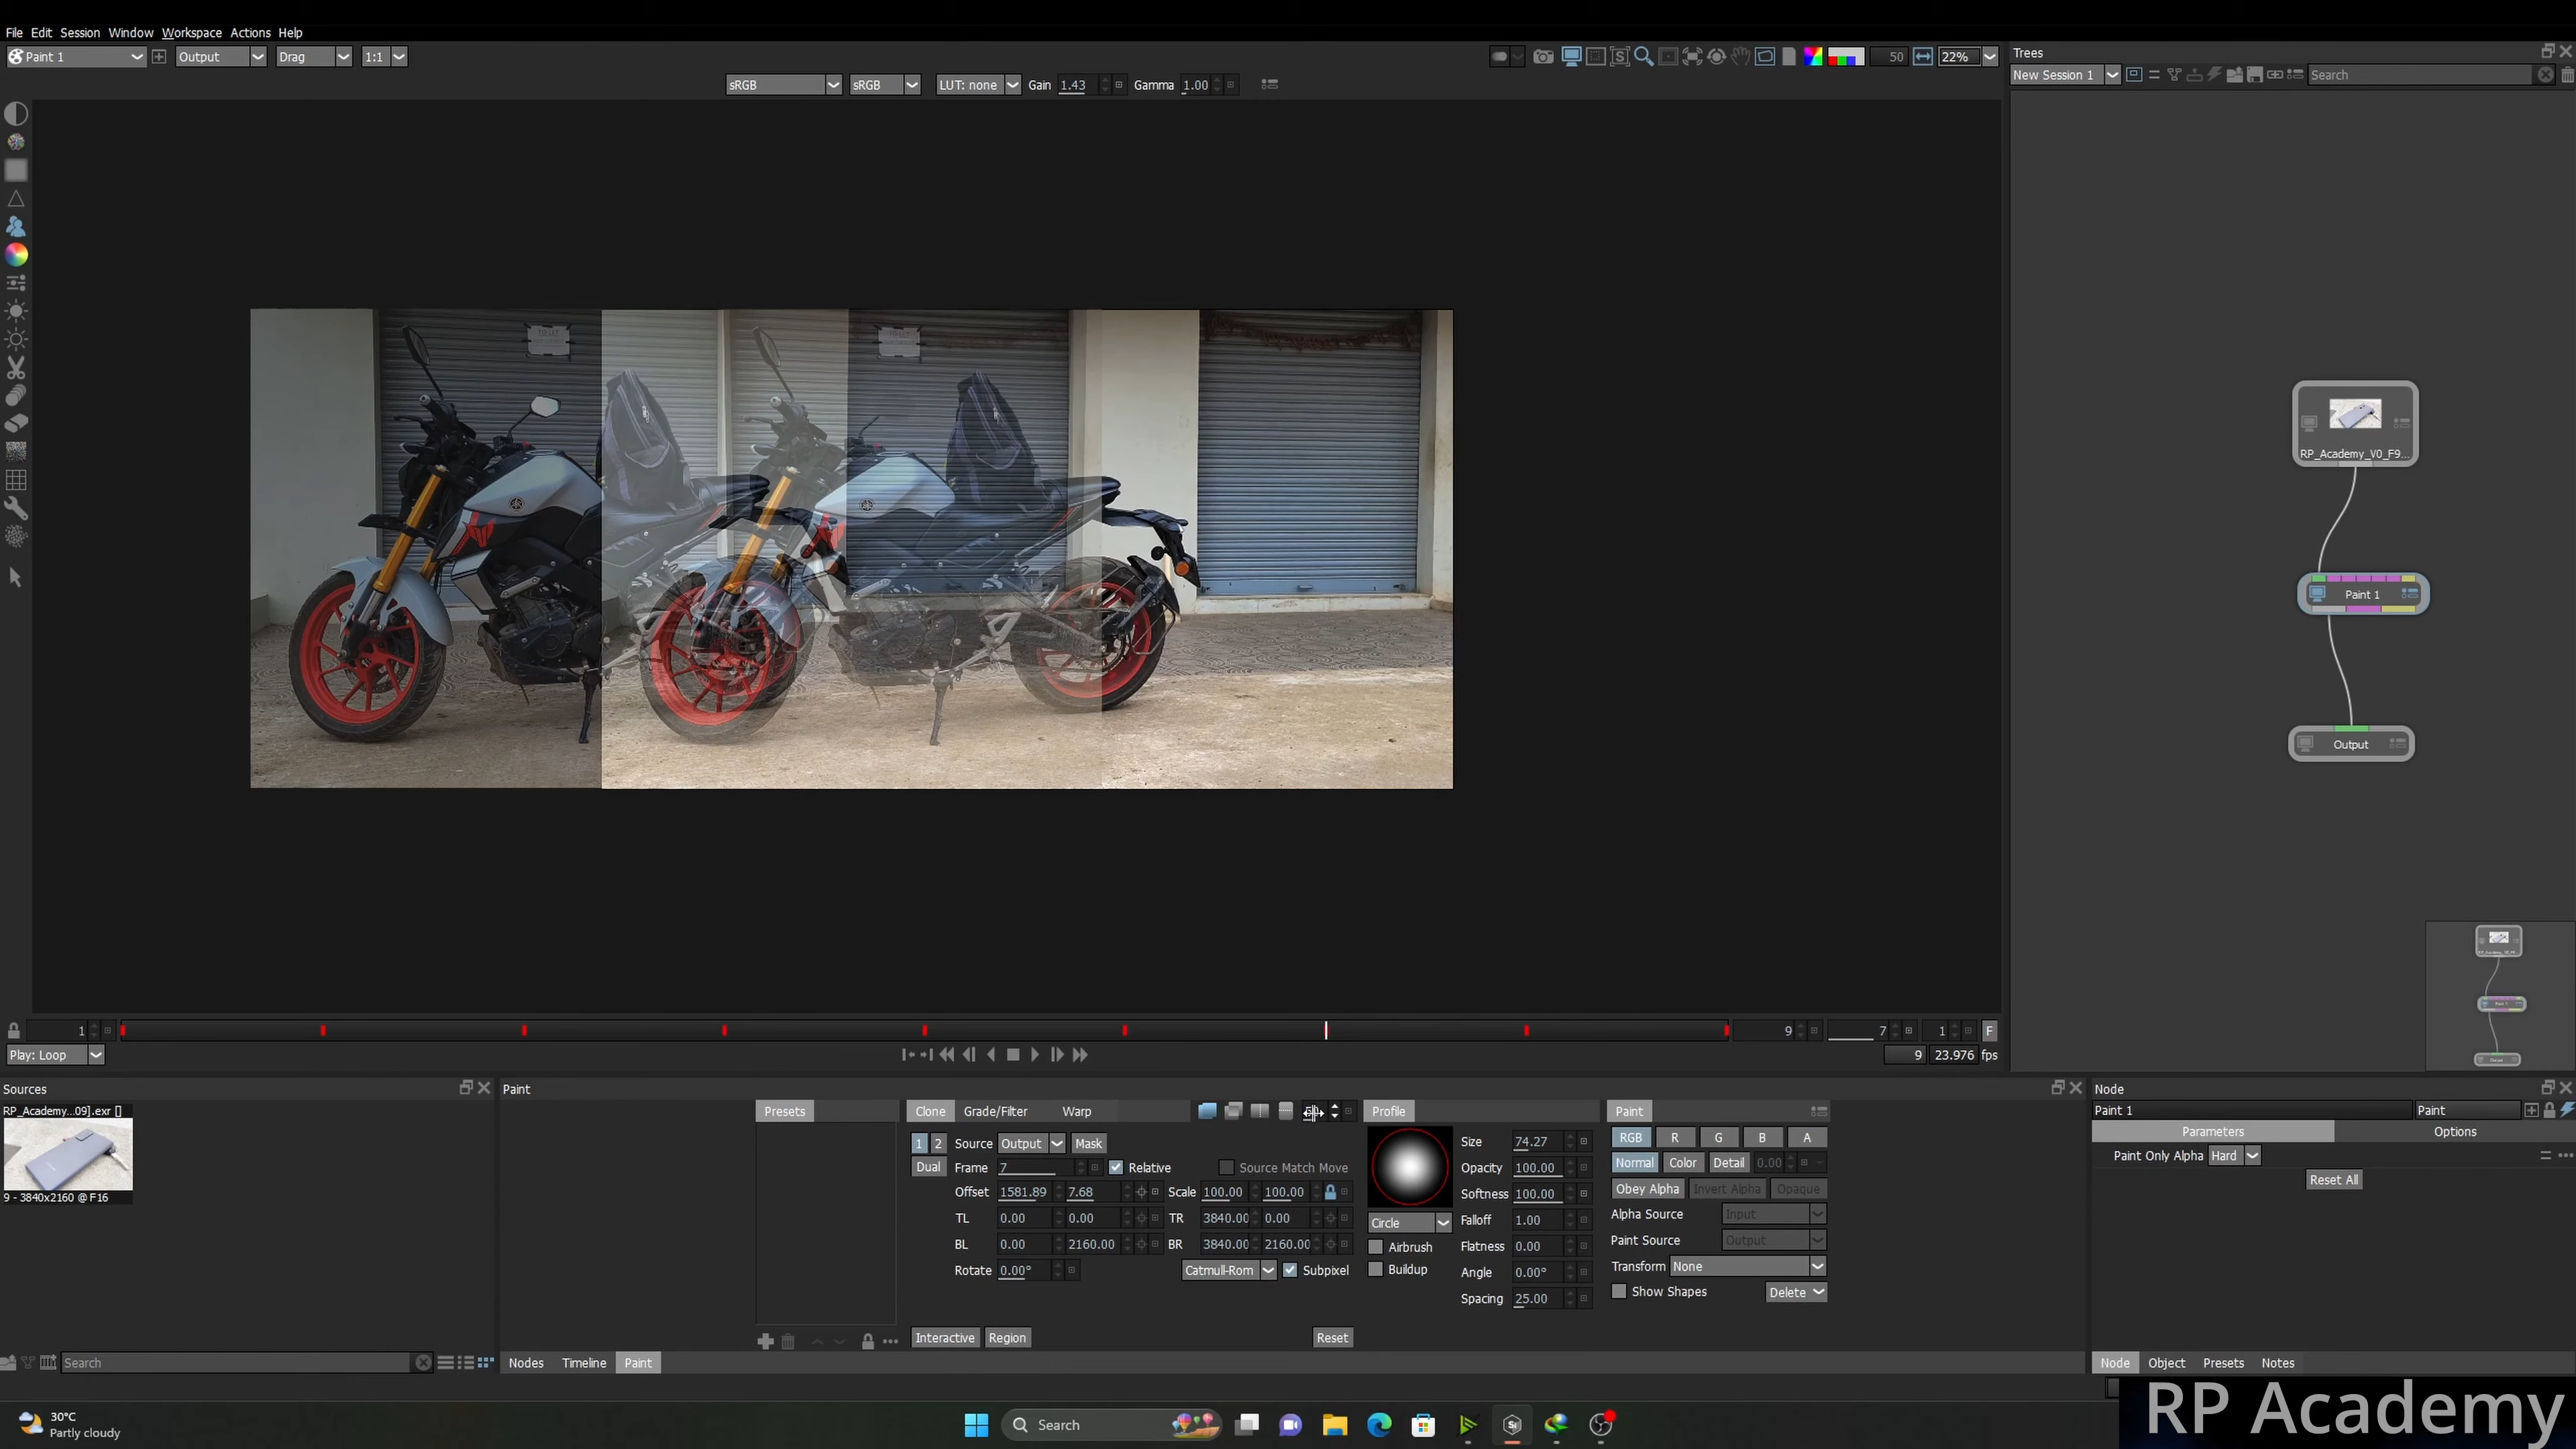 File Edit Session Window Workspace Actions Help
Paint 1 Output Drag 1:1 50 22%
sRGB sRGB LUT: none Gain 1.43 Gamma 1.00
Trees
New Session 1 Search
RP_Academy_V0_F9...
Paint 1
Output
1 9 7 1 F
Play: Loop 9 23.976 fps
Sources
RP_Academy...09].exr []
9 - 3840x2160 @ F16
Search
Paint
Presets
Clone Grade/Filter Warp
1 2 Source Output Mask
Dual Frame 7 Relative Source Match Move
Offset 1581.89 7.68 Scale 100.00 100.00
TL 0.00 0.00 TR 3840.00 0.00
BL 0.00 2160.00 BR 3840.00 2160.00
Rotate 0.00° Catmull-Rom Subpixel
Interactive Region Reset
Nodes Timeline Paint
Profile
Circle
Airbrush
Buildup
Size 74.27
Opacity 100.00
Softness 100.00
Falloff 1.00
Flatness 0.00
Angle 0.00°
Spacing 25.00
Paint
RGB R G B A
Normal Color Detail 0.00
Obey Alpha Invert Alpha Opaque
Alpha Source Input
Paint Source Output
Transform None
Show Shapes Delete
Node
Paint 1 Paint
Parameters Options
Paint Only Alpha Hard
Reset All
Node Object Presets Notes
30°C
Partly cloudy
Search
RP Academy